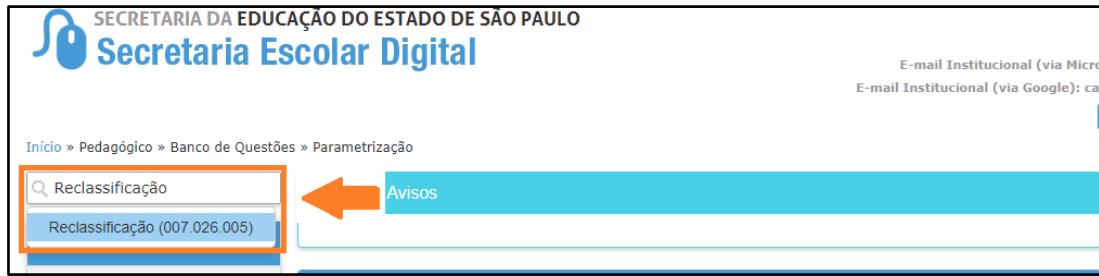 SECRETARIA DA EDUCAÇÃO DO ESTADO DE SÃO PAULO
Secretaria Escolar Digital
E-mail Institucional (via Micro
E-mail Institucional (via Google): ca
Início » Pedagógico » Banco de Questões » Parametrização
Reclassificação
Avisos
Reclassificação (007.026.005)